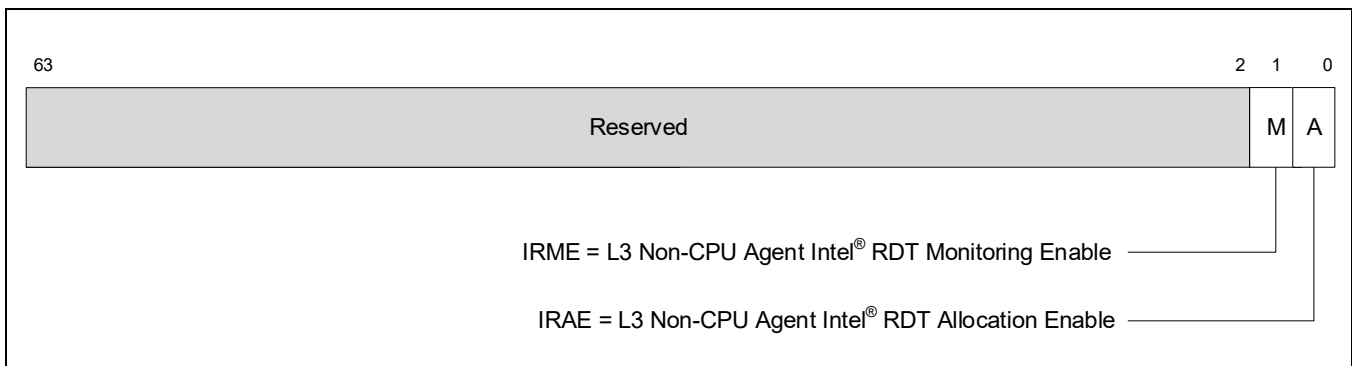 63 2 1 0
Reserved M A
IRME = L3 Non-CPU Agent Intel® RDT Monitoring Enable
IRAE = L3 Non-CPU Agent Intel® RDT Allocation Enable